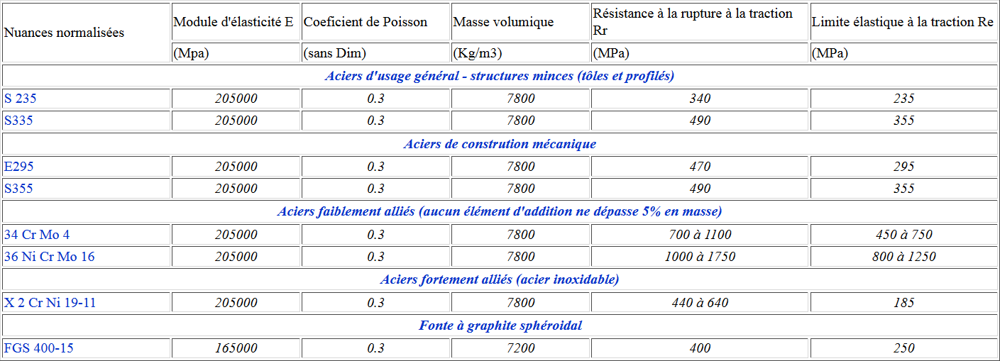 Nuances normalisées Module d'élasticité E Coeficient de Poisson Masse volumique Résistance à la rupture à la traction Rr Limite élastique à la traction Re
(Mpa) (sans Dim) (Kg/m3) (MPa) (MPa)
Aciers d'usage général - structures minces (tôles et profilés)
S 235 205000 0.3 7800 340 235
S335 205000 0.3 7800 490 355
Aciers de constrution mécanique
E295 205000 0.3 7800 470 295
S355 205000 0.3 7800 490 355
Aciers faiblement alliés (aucun élément d'addition ne dépasse 5% en masse)
34 Cr Mo 4 205000 0.3 7800 700 à 1100 450 à 750
36 Ni Cr Mo 16 205000 0.3 7800 1000 à 1750 800 à 1250
Aciers fortement alliés (acier inoxidable)
X 2 Cr Ni 19-11 205000 0.3 7800 440 à 640 185
Fonte à graphite sphéroidal
FGS 400-15 165000 0.3 7200 400 250